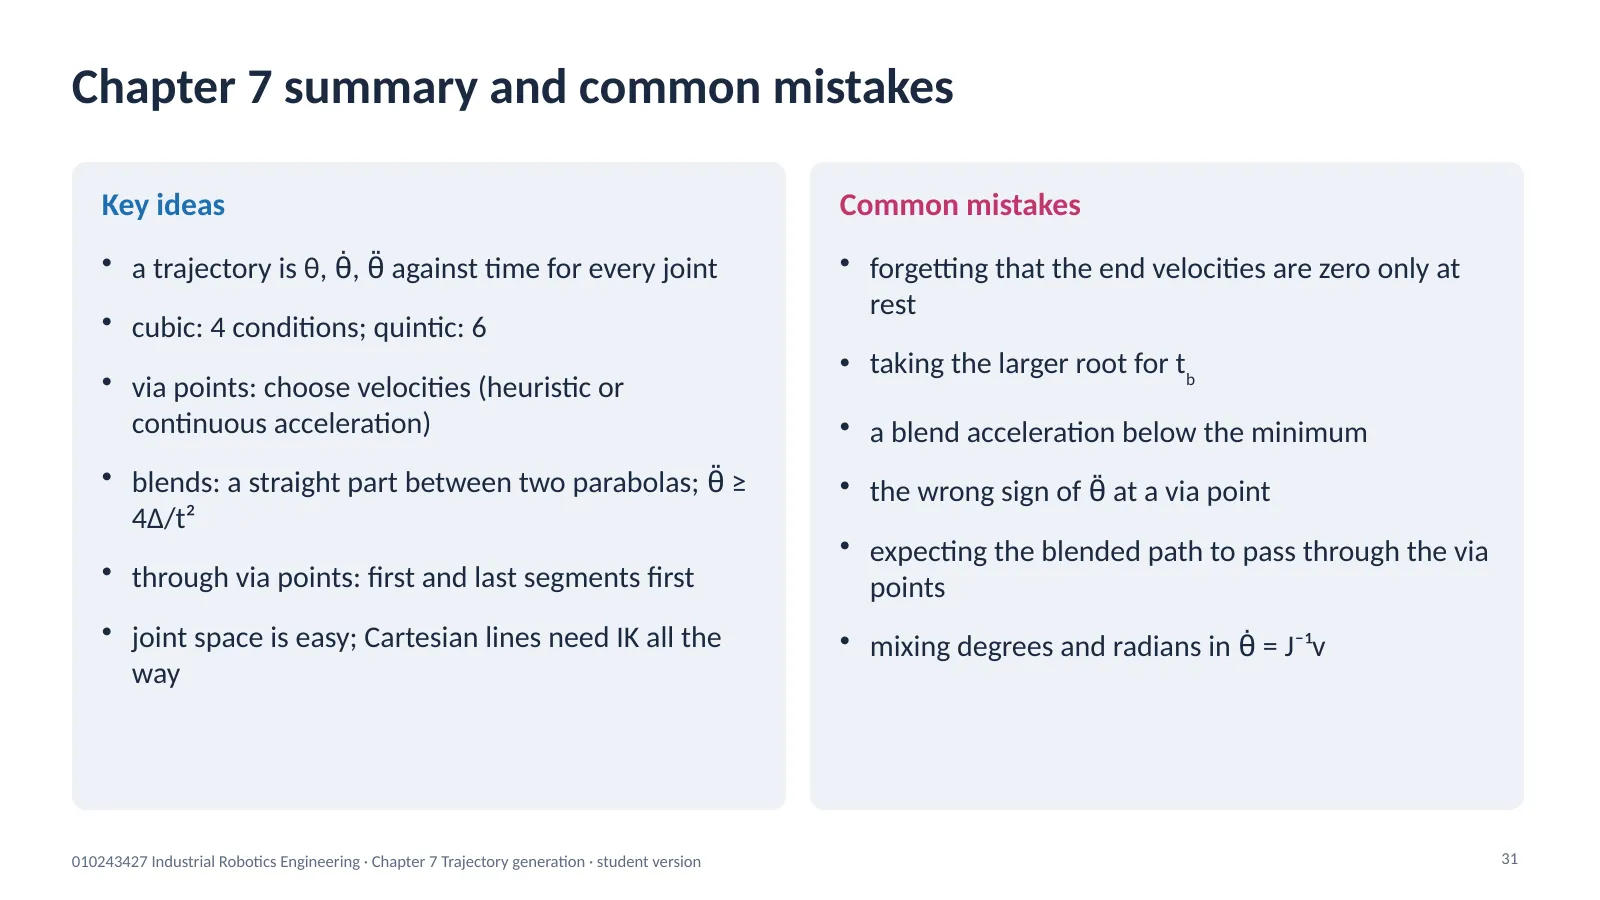 Chapter 7 summary and common mistakes
Key ideas
• a trajectory is θ, θ̇, θ̈ against time for every joint
• cubic: 4 conditions; quintic: 6
• via points: choose velocities (heuristic or
continuous acceleration)
• blends: a straight part between two parabolas; θ̈ ≥
4Δ/t²
• through via points: first and last segments first
• joint space is easy; Cartesian lines need IK all the
way
Common mistakes
• forgetting that the end velocities are zero only at
rest
• taking the larger root for t_b
• a blend acceleration below the minimum
• the wrong sign of θ̈ at a via point
• expecting the blended path to pass through the via
points
• mixing degrees and radians in θ̇ = J⁻¹v
010243427 Industrial Robotics Engineering · Chapter 7 Trajectory generation · student version
31